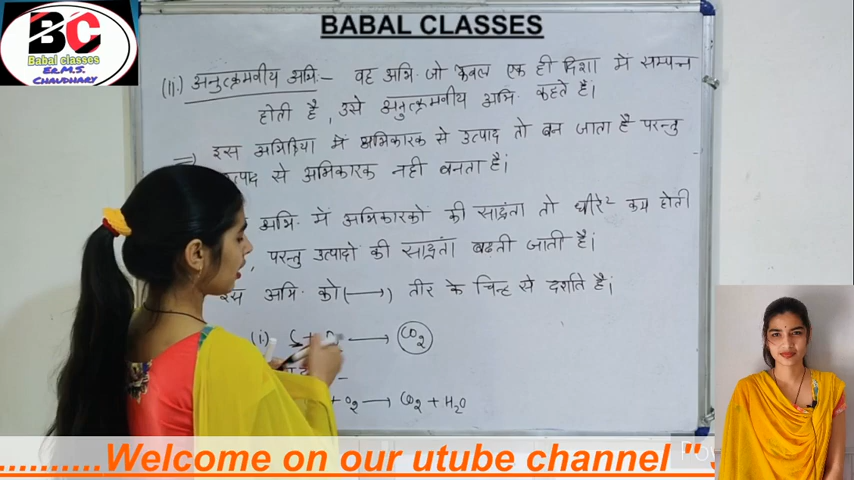 BABAL CLASSES
BC
Babal classes
Er.M.S.
CHAUDHARY
(ii) अनुत्क्रमणीय अभि:- वह अभि. जो केवल एक ही दिशा में सम्पन्न
होती है, उसे अनुत्क्रमणीय अभि. कहते हैं।
⇒ इस अभिक्रिया में अभिकारक से उत्पाद तो बन जाता है परन्तु
से अभिकारक नही बनता है।
अभि. में अभिकारको की सांद्रता तो धीरे² कम होती
, परन्तु उत्पादो की सांद्रता बढती जाती है।
अभि. को (⟶) तीर के चिन्ह से दर्शाते है।
(i) C + ⟶ CO₂
+ O₂ ⟶ CO₂ + H₂O
..........Welcome on our utube channel "